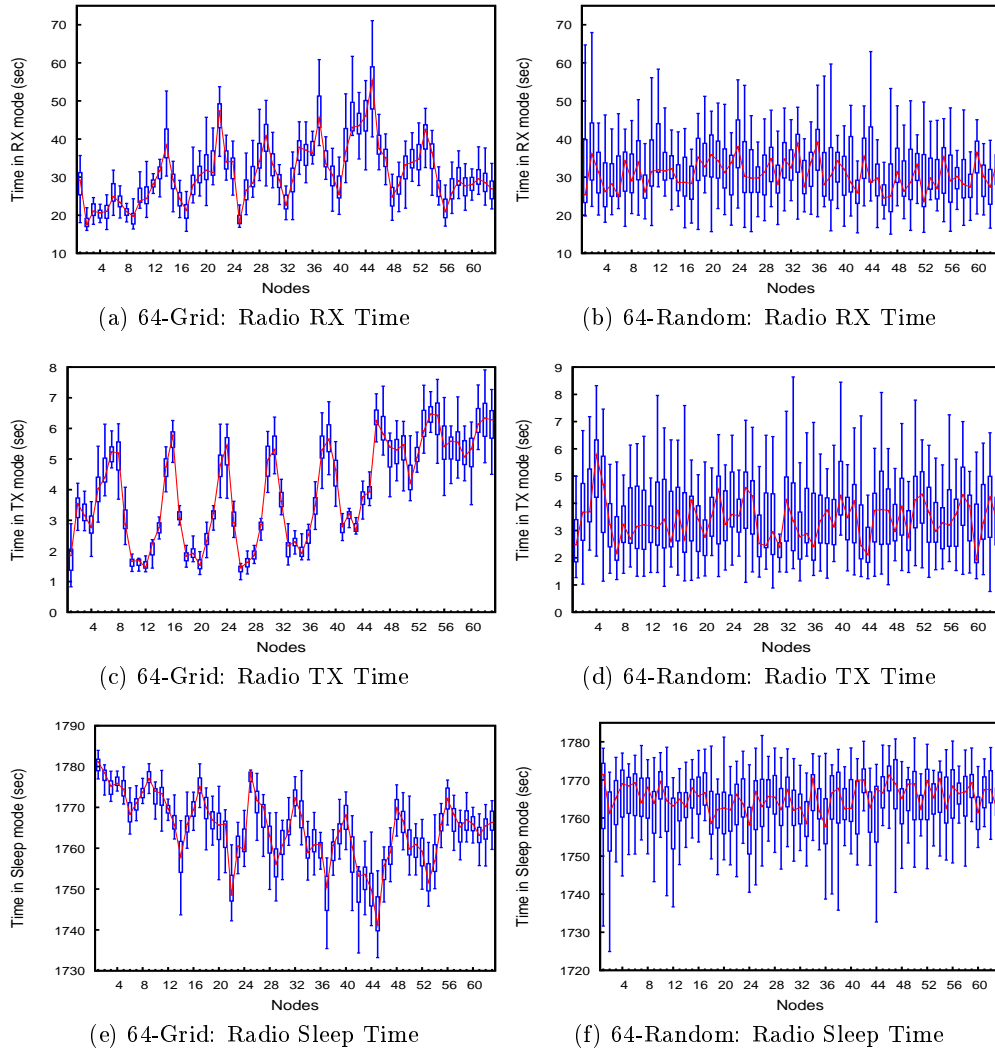 Time in RX mode (sec)
70
60
50
40
30
20
10
4 8 12 16 20 24 28 32 36 40 44 48 52 56 60
Nodes
(a) 64-Grid: Radio RX Time
Time in RX mode (sec)
70
60
50
40
30
20
10
4 8 12 16 20 24 28 32 36 40 44 48 52 56 60
Nodes
(b) 64-Random: Radio RX Time
Time in TX mode (sec)
8
7
6
5
4
3
2
1
0
4 8 12 16 20 24 28 32 36 40 44 48 52 56 60
Nodes
(c) 64-Grid: Radio TX Time
Time in TX mode (sec)
9
8
7
6
5
4
3
2
1
0
4 8 12 16 20 24 28 32 36 40 44 48 52 56 60
Nodes
(d) 64-Random: Radio TX Time
Time in Sleep mode (sec)
1790
1780
1770
1760
1750
1740
1730
4 8 12 16 20 24 28 32 36 40 44 48 52 56 60
Nodes
(e) 64-Grid: Radio Sleep Time
Time in Sleep mode (sec)
1780
1770
1760
1750
1740
1730
1720
4 8 12 16 20 24 28 32 36 40 44 48 52 56 60
Nodes
(f) 64-Random: Radio Sleep Time